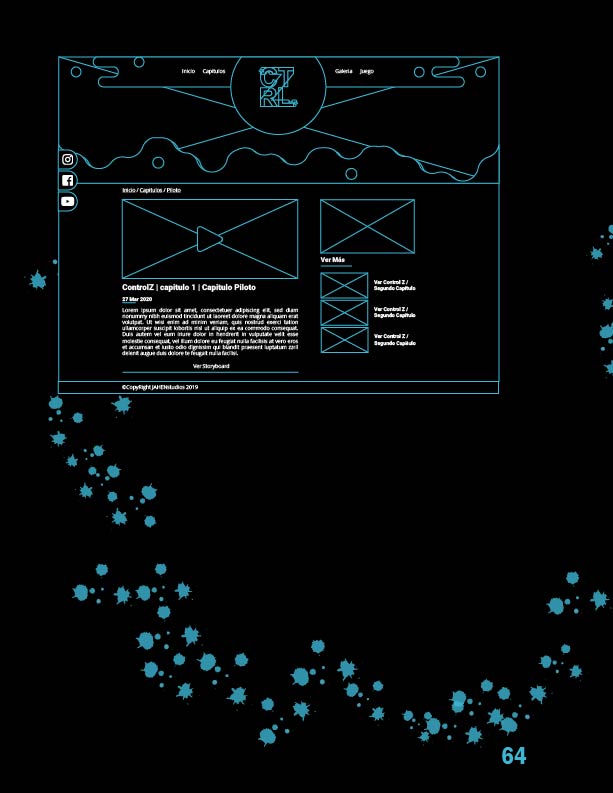 Inicio Capítulos
CTRL
Galeria Juego
Inicio / Capítulos / Piloto
ControlZ | capítulo 1 | Capitulo Piloto
27 Mar 2020
Lorem ipsum dolor sit amet, consectetuer adipiscing elit, sed diam
nonummy nibh euismod tincidunt ut laoreet dolore magna aliquam erat
volutpat. Ut wisi enim ad minim veniam, quis nostrud exerci tation
ullamcorper suscipit lobortis nisl ut aliquip ex ea commodo consequat.
Duis autem vel eum iriure dolor in hendrerit in vulputate velit esse
molestie consequat, vel illum dolore eu feugiat nulla facilisis at vero eros
et accumsan et iusto odio dignissim qui blandit praesent luptatum zzril
delenit augue duis dolore te feugait nulla facilisi.
Ver Storyboard
Ver Más
Ver Control Z /
Segundo Capítulo
Ver Control Z /
Segundo Capítulo
Ver Control Z /
Segundo Capítulo
©CopyRight JAHENstudios 2019
64